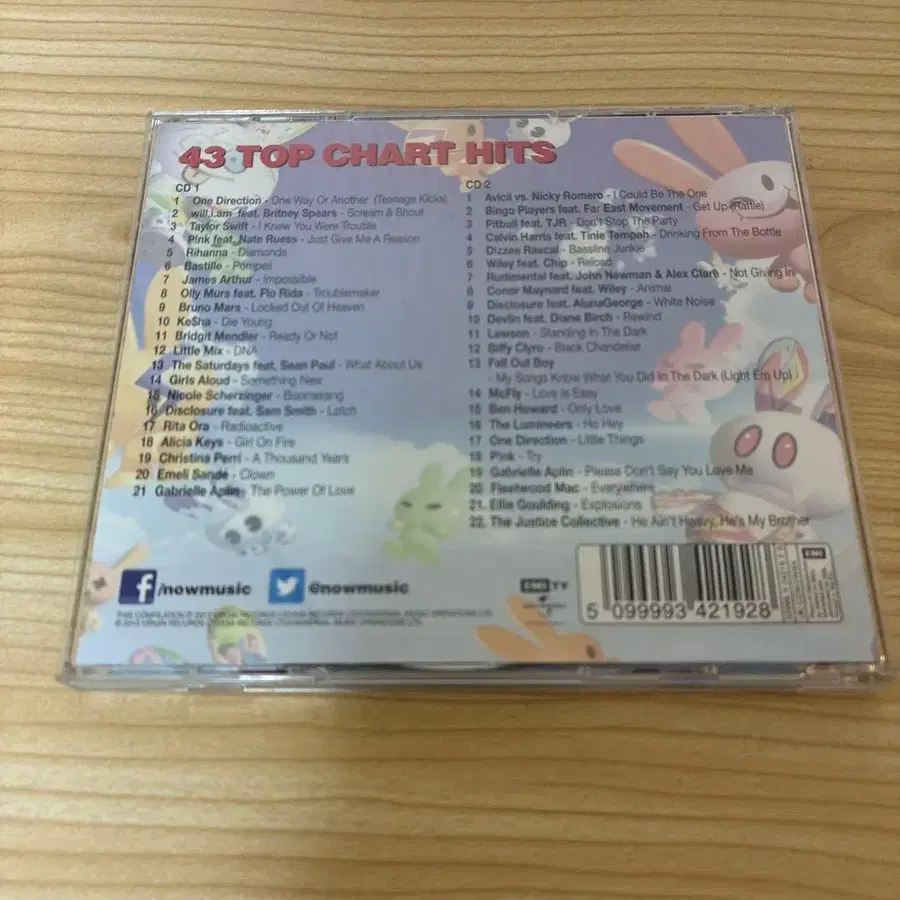 43 TOP CHART HITS
CD 1
1 One Direction - One Way Or Another (Teenage Kicks)
2 will.i.am feat. Britney Spears - Scream & Shout
3 Taylor Swift - I Knew You Were Trouble
4 P!nk feat. Nate Ruess - Just Give Me A Reason
5 Rihanna - Diamonds
6 Bastille - Pompeii
7 James Arthur - Impossible
8 Olly Murs feat. Flo Rida - Troublemaker
9 Bruno Mars - Locked Out Of Heaven
10 Ke$ha - Die Young
11 Bridgit Mendler - Ready Or Not
12 Little Mix - DNA
13 The Saturdays feat. Sean Paul - What About Us
14 Girls Aloud - Something New
15 Nicole Scherzinger - Boomerang
16 Disclosure feat. Sam Smith - Latch
17 Rita Ora - Radioactive
18 Alicia Keys - Girl On Fire
19 Christina Perri - A Thousand Years
20 Emeli Sandé - Clown
21 Gabrielle Aplin - The Power Of Love
CD 2
1 Avicii vs. Nicky Romero - I Could Be The One
2 Bingo Players feat. Far East Movement - Get Up (Rattle)
3 Pitbull feat. TJR - Don't Stop The Party
4 Calvin Harris feat. Tinie Tempah - Drinking From The Bottle
5 Dizzee Rascal - Bassline Junkie
6 Wiley feat. Chip - Reload
7 Rudimental feat. John Newman & Alex Clare - Not Giving In
8 Conor Maynard feat. Wiley - Animal
9 Disclosure feat. AlunaGeorge - White Noise
10 Devlin feat. Diane Birch - Rewind
11 Lawson - Standing In The Dark
12 Biffy Clyro - Black Chandelier
13 Fall Out Boy
- My Songs Know What You Did In The Dark (Light Em Up)
14 McFly - Love Is Easy
15 Ben Howard - Only Love
16 The Lumineers - Ho Hey
17 One Direction - Little Things
18 P!nk - Try
19 Gabrielle Aplin - Please Don't Say You Love Me
20 Fleetwood Mac - Everywhere
21 Ellie Goulding - Explosions
22 The Justice Collective - He Ain't Heavy, He's My Brother
f/nowmusic
@nowmusic
EMI TV
EMI
5 099993 421928